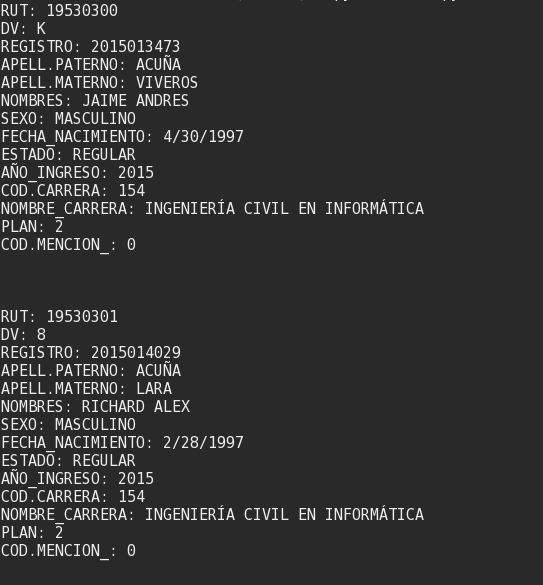 RUT: 19530300
DV: K
REGISTRO: 2015013473
APELL.PATERNO: ACUÑA
APELL.MATERNO: VIVEROS
NOMBRES: JAIME ANDRES
SEXO: MASCULINO
FECHA_NACIMIENTO: 4/30/1997
ESTADO: REGULAR
AÑO_INGRESO: 2015
COD.CARRERA: 154
NOMBRE_CARRERA: INGENIERÍA CIVIL EN INFORMÁTICA
PLAN: 2
COD.MENCION_: 0
RUT: 19530301
DV: 8
REGISTRO: 2015014029
APELL.PATERNO: ACUÑA
APELL.MATERNO: LARA
NOMBRES: RICHARD ALEX
SEXO: MASCULINO
FECHA_NACIMIENTO: 2/28/1997
ESTADO: REGULAR
AÑO_INGRESO: 2015
COD.CARRERA: 154
NOMBRE_CARRERA: INGENIERÍA CIVIL EN INFORMÁTICA
PLAN: 2
COD.MENCION_: 0